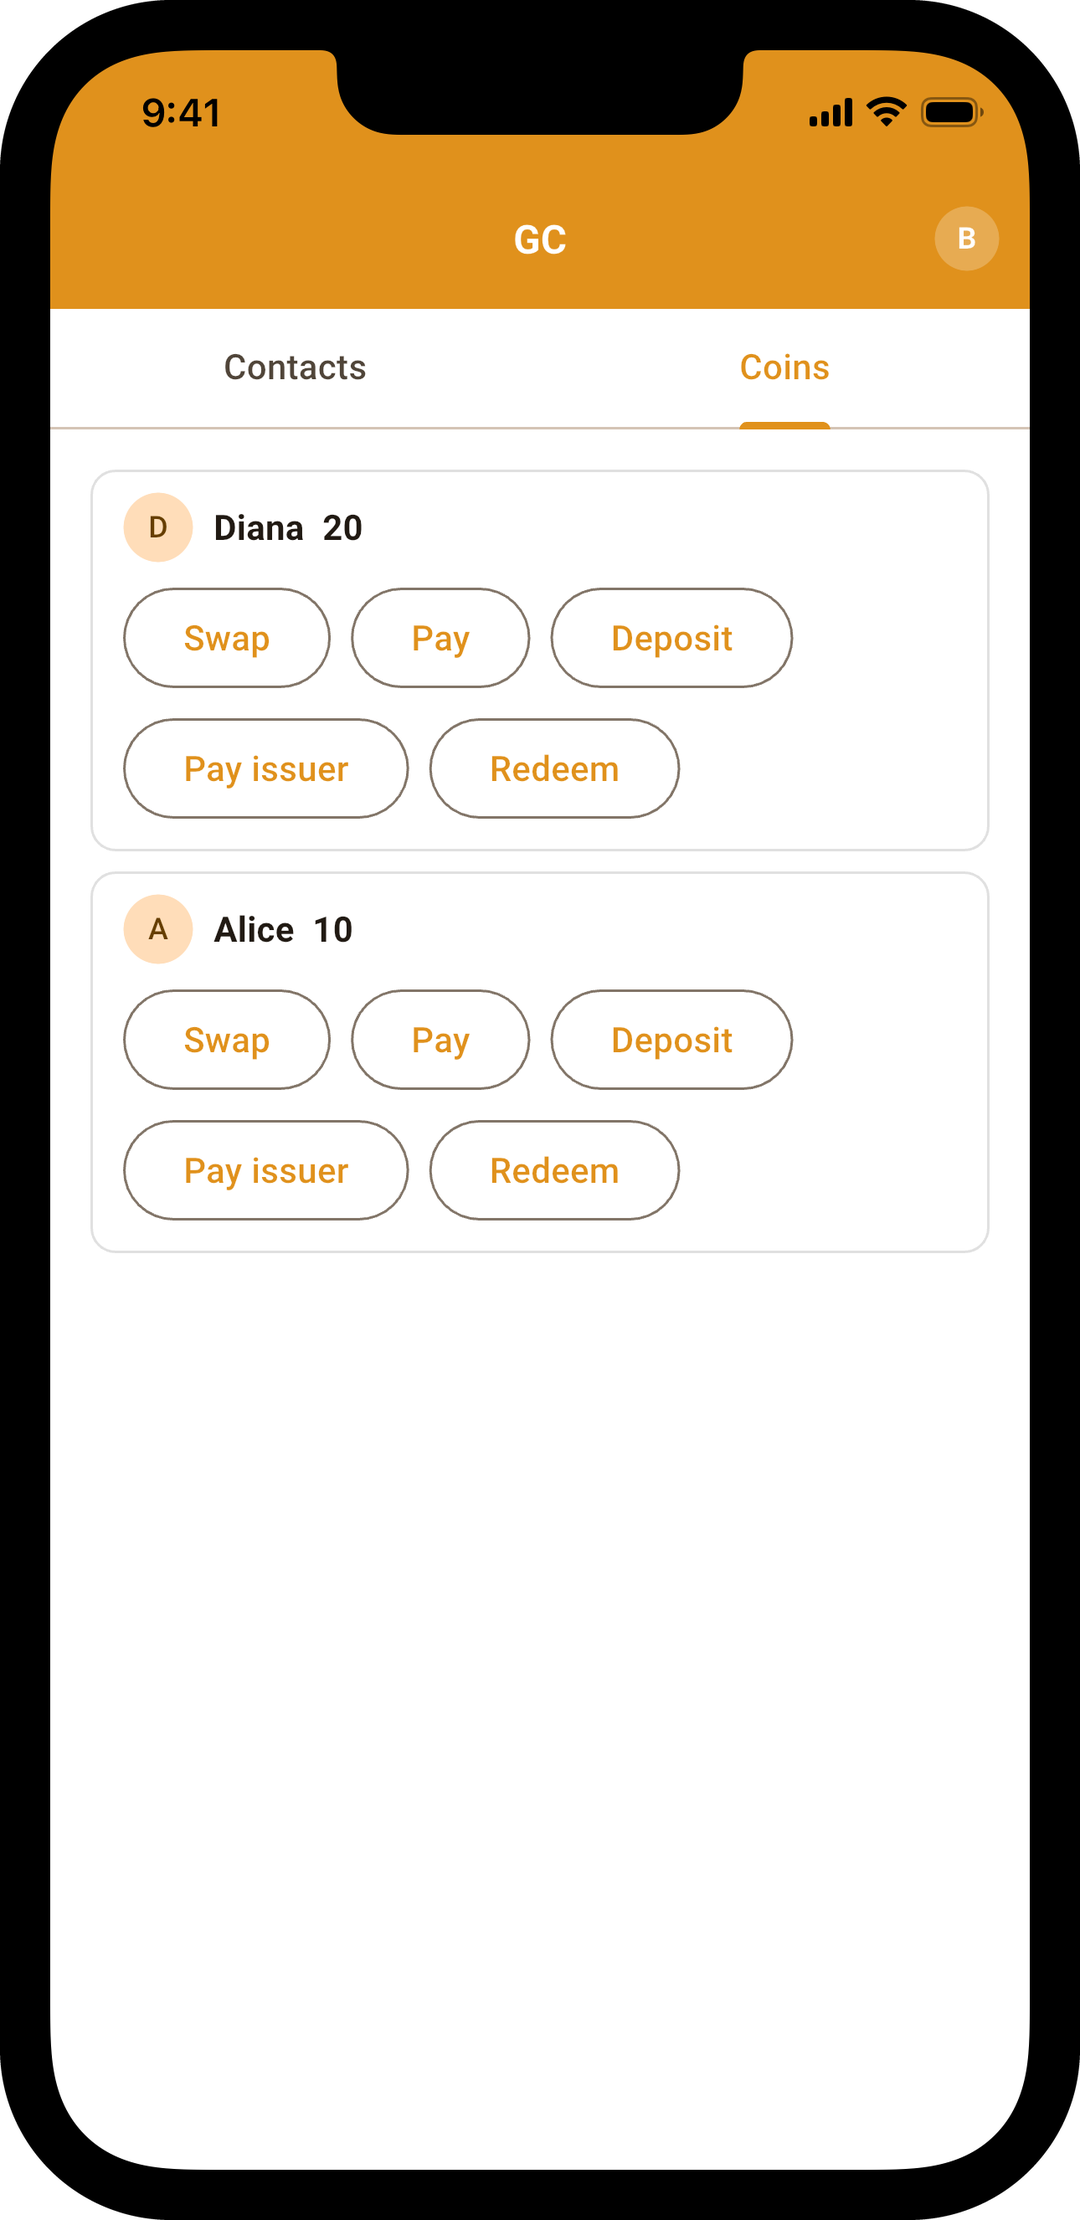 9:41
GC
B
Contacts Coins
D Diana 20
Swap Pay Deposit
Pay issuer Redeem
A Alice 10
Swap Pay Deposit
Pay issuer Redeem